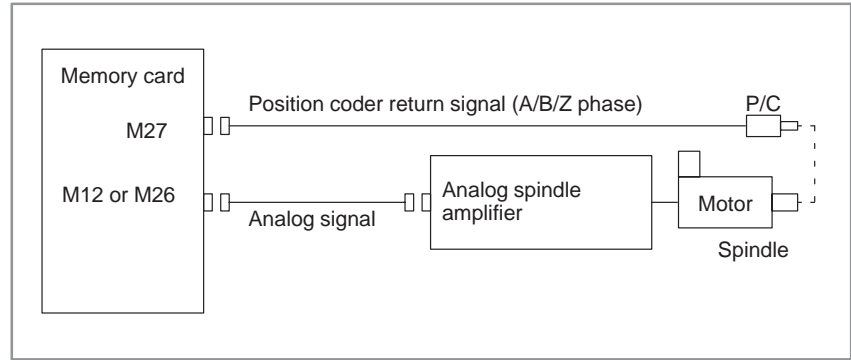 Memory card
Position coder return signal (A/B/Z phase)
P/C
M27
M12 or M26
Analog signal
Analog spindle
amplifier
Motor
Spindle